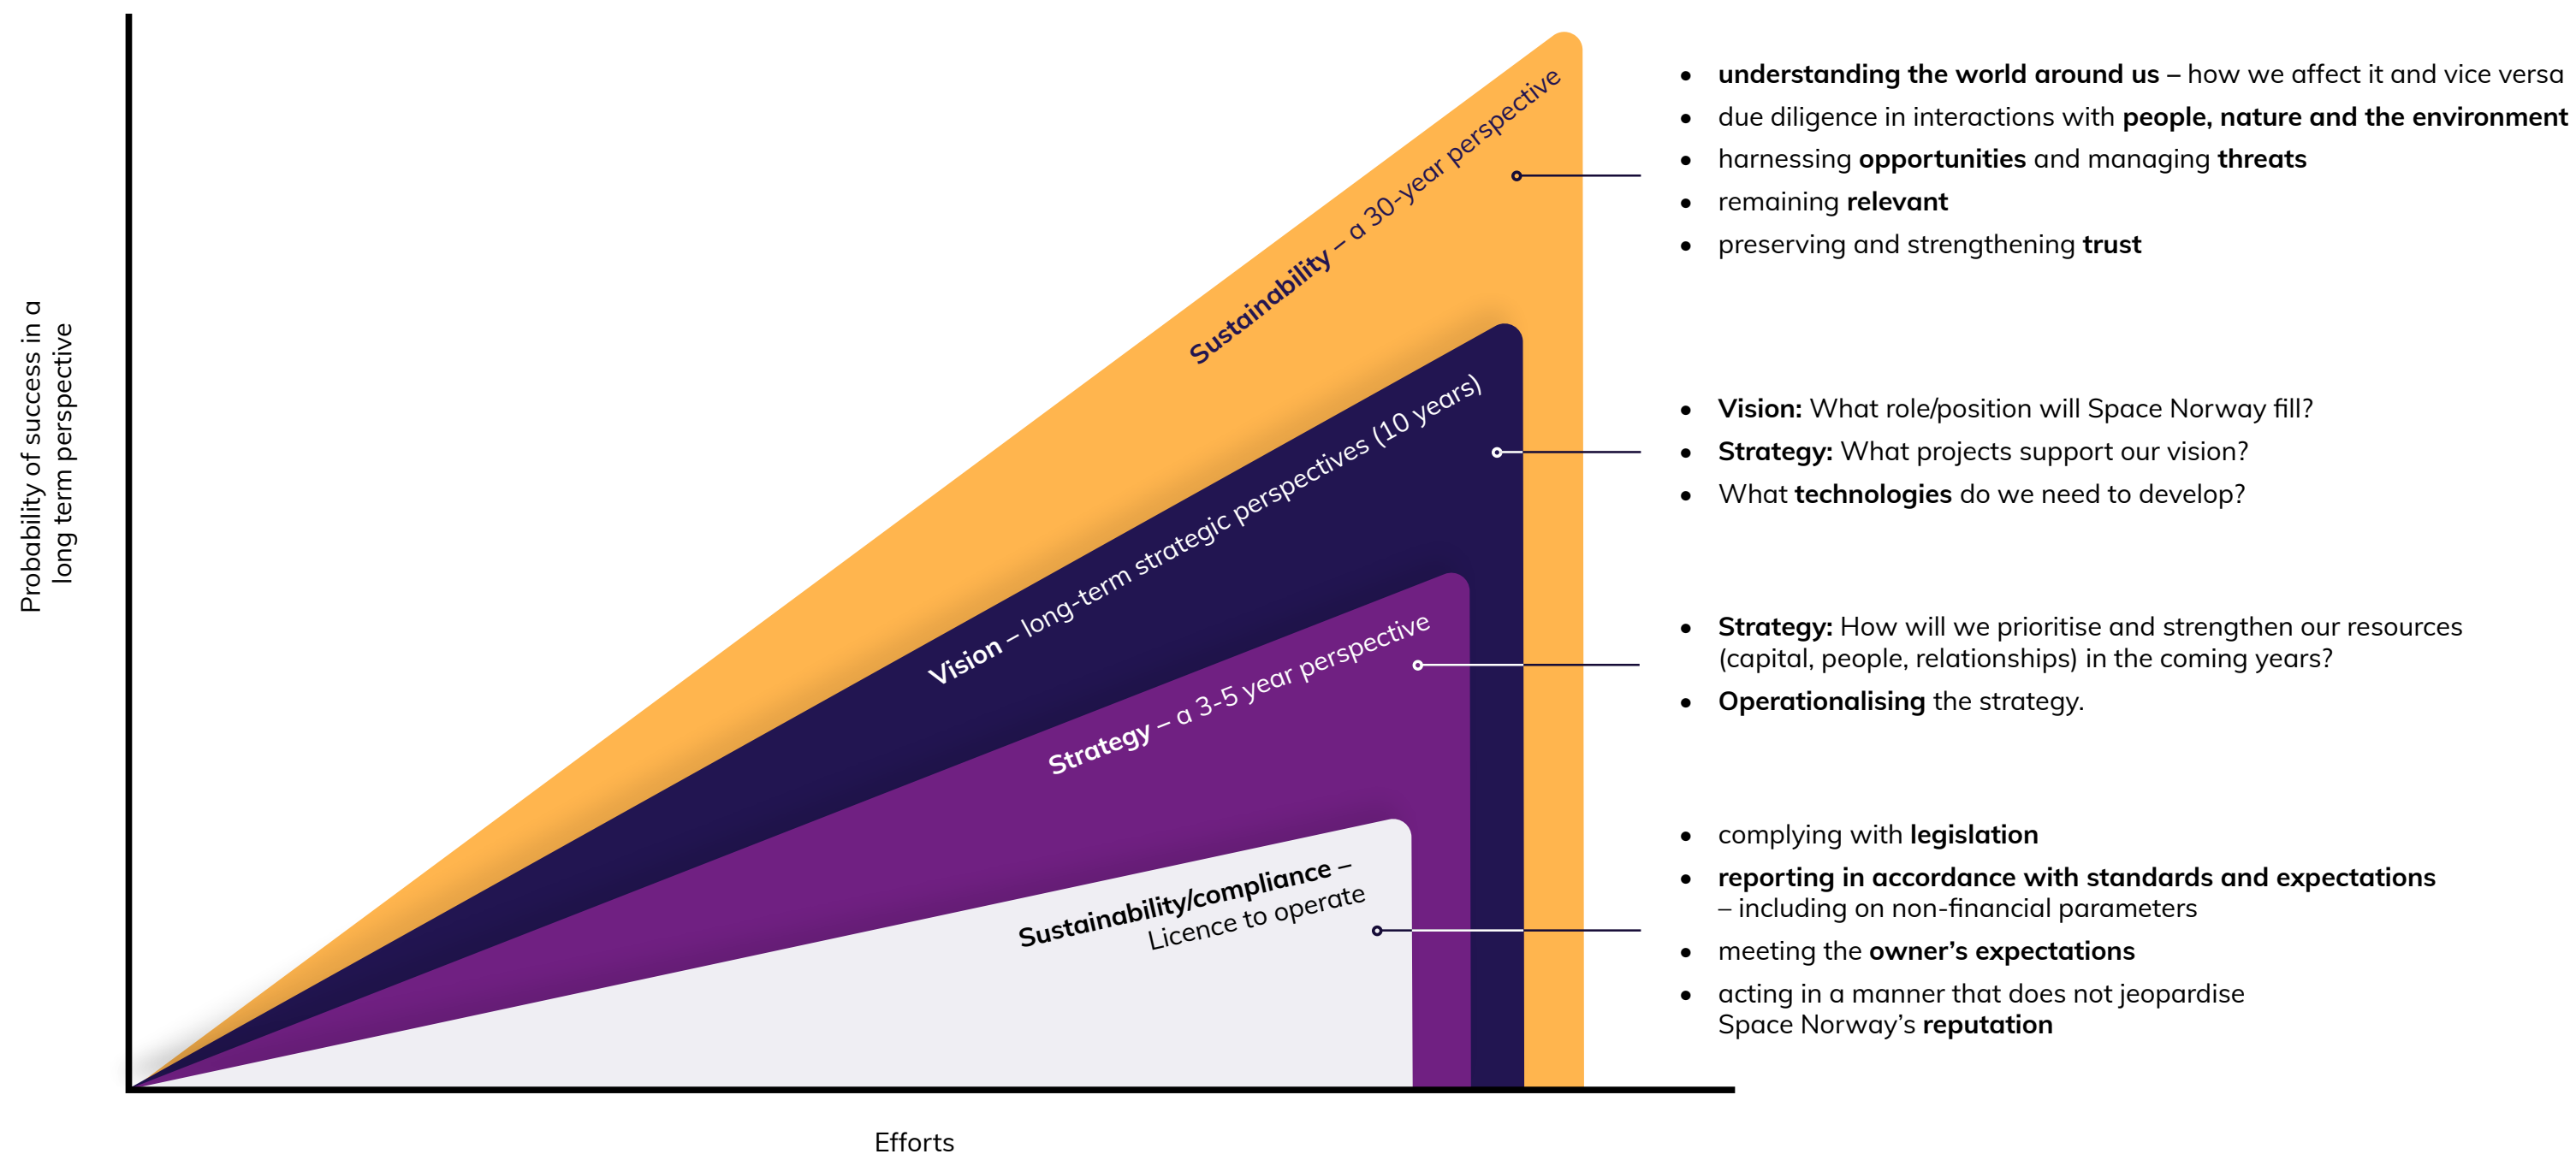 Probability of success in a
long term perspective
Sustainability – a 30-year perspective
• understanding the world around us – how we affect it and vice versa
• due diligence in interactions with people, nature and the environment
• harnessing opportunities and managing threats
• remaining relevant
• preserving and strengthening trust
Vision – long-term strategic perspectives (10 years)
• Vision: What role/position will Space Norway fill?
• Strategy: What projects support our vision?
• What technologies do we need to develop?
Strategy – a 3-5 year perspective
• Strategy: How will we prioritise and strengthen our resources
(capital, people, relationships) in the coming years?
• Operationalising the strategy.
Sustainability/compliance –
Licence to operate
• complying with legislation
• reporting in accordance with standards and expectations
– including on non-financial parameters
• meeting the owner’s expectations
• acting in a manner that does not jeopardise
Space Norway’s reputation
Efforts